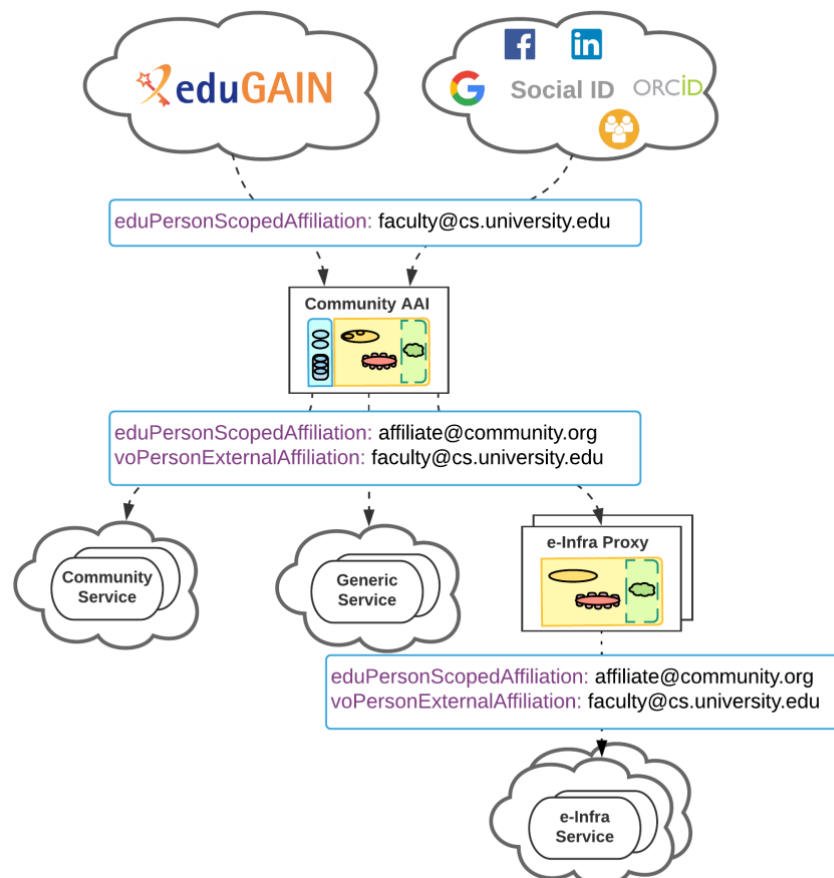 eduGAIN
Social ID
ORCID
eduPersonScopedAffiliation: faculty@cs.university.edu
Community AAI
eduPersonScopedAffiliation: affiliate@community.org
voPersonExternalAffiliation: faculty@cs.university.edu
Community
Service
Generic
Service
e-Infra Proxy
eduPersonScopedAffiliation: affiliate@community.org
voPersonExternalAffiliation: faculty@cs.university.edu
e-Infra
Service